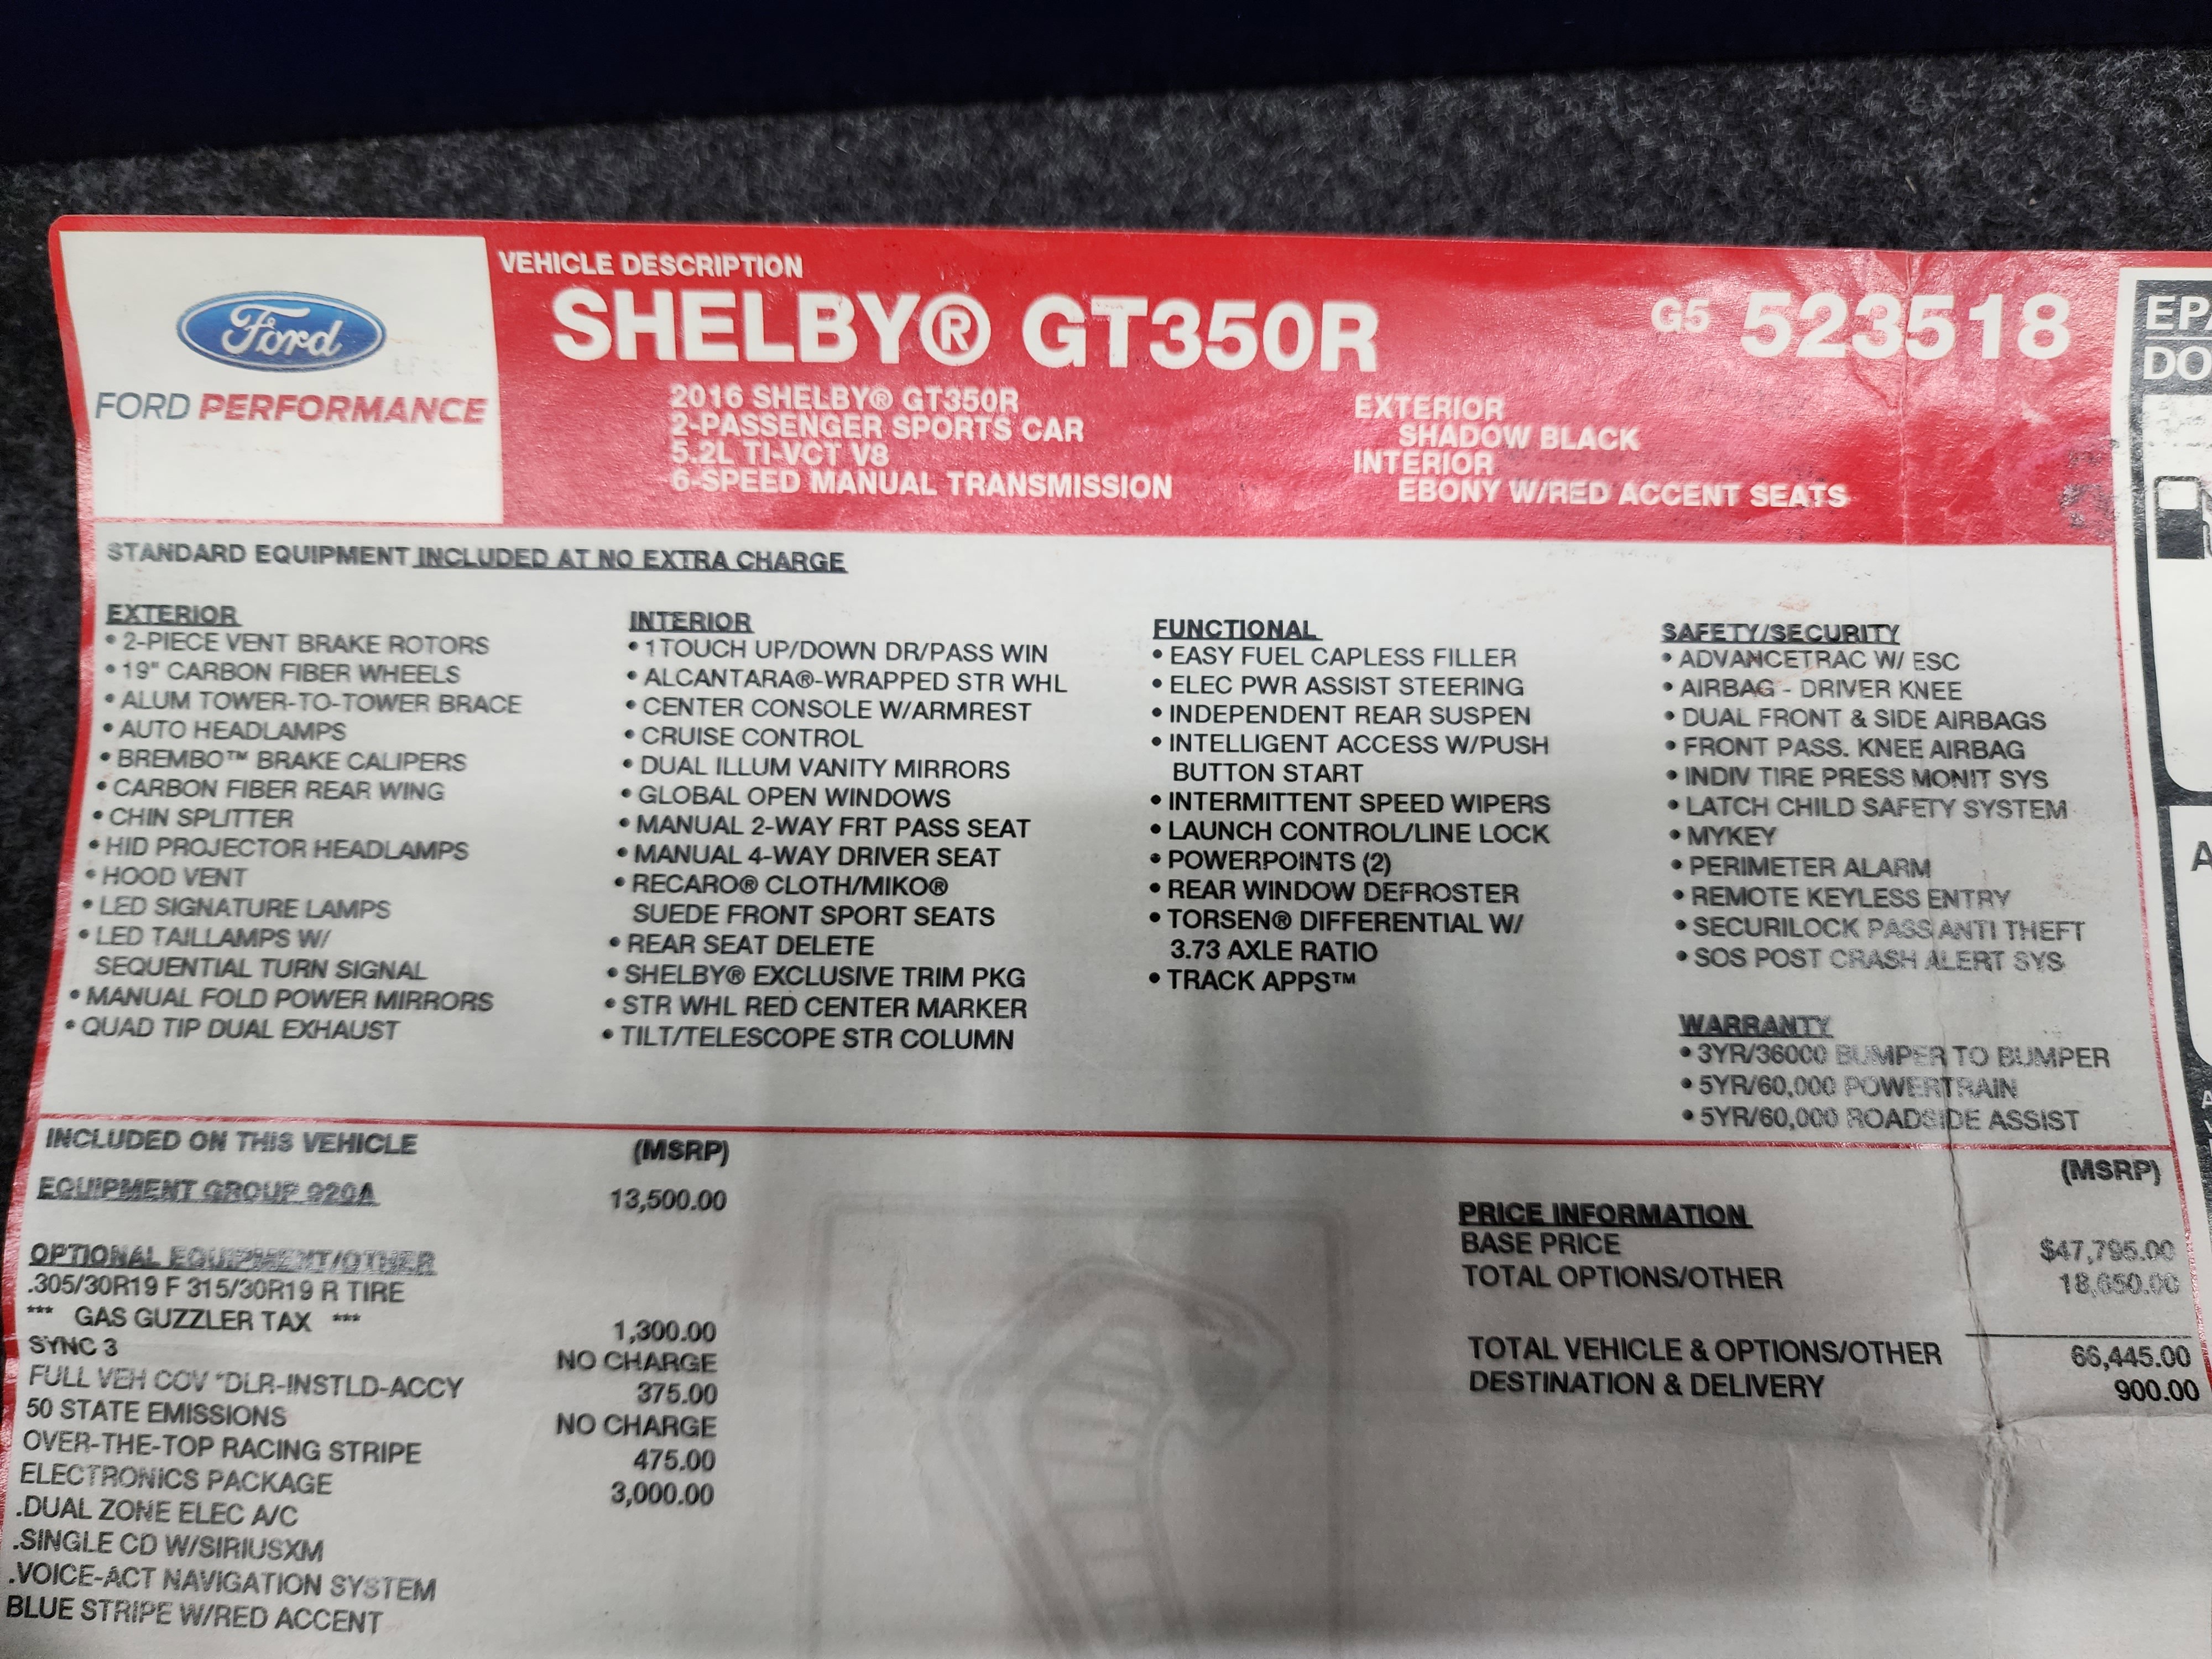 Ford
FORD PERFORMANCE
VEHICLE DESCRIPTION
SHELBY® GT350R
G5 523518
2016 SHELBY® GT350R
2-PASSENGER SPORTS CAR
5.2L TI-VCT V8
6-SPEED MANUAL TRANSMISSION
EXTERIOR
SHADOW BLACK
INTERIOR
EBONY W/RED ACCENT SEATS
STANDARD EQUIPMENT INCLUDED AT NO EXTRA CHARGE
EXTERIOR
• 2-PIECE VENT BRAKE ROTORS
• 19" CARBON FIBER WHEELS
• ALUM TOWER-TO-TOWER BRACE
• AUTO HEADLAMPS
• BREMBO™ BRAKE CALIPERS
• CARBON FIBER REAR WING
• CHIN SPLITTER
• HID PROJECTOR HEADLAMPS
• HOOD VENT
• LED SIGNATURE LAMPS
• LED TAILLAMPS W/
SEQUENTIAL TURN SIGNAL
• MANUAL FOLD POWER MIRRORS
• QUAD TIP DUAL EXHAUST
INTERIOR
• 1TOUCH UP/DOWN DR/PASS WIN
• ALCANTARA®-WRAPPED STR WHL
• CENTER CONSOLE W/ARMREST
• CRUISE CONTROL
• DUAL ILLUM VANITY MIRRORS
• GLOBAL OPEN WINDOWS
• MANUAL 2-WAY FRT PASS SEAT
• MANUAL 4-WAY DRIVER SEAT
• RECARO® CLOTH/MIKO®
SUEDE FRONT SPORT SEATS
• REAR SEAT DELETE
• SHELBY® EXCLUSIVE TRIM PKG
• STR WHL RED CENTER MARKER
• TILT/TELESCOPE STR COLUMN
FUNCTIONAL
• EASY FUEL CAPLESS FILLER
• ELEC PWR ASSIST STEERING
• INDEPENDENT REAR SUSPEN
• INTELLIGENT ACCESS W/PUSH
BUTTON START
• INTERMITTENT SPEED WIPERS
• LAUNCH CONTROL/LINE LOCK
• POWERPOINTS (2)
• REAR WINDOW DEFROSTER
• TORSEN® DIFFERENTIAL W/
3.73 AXLE RATIO
• TRACK APPS™
SAFETY/SECURITY
• ADVANCETRAC W/ ESC
• AIRBAG - DRIVER KNEE
• DUAL FRONT & SIDE AIRBAGS
• FRONT PASS. KNEE AIRBAG
• INDIV TIRE PRESS MONIT SYS
• LATCH CHILD SAFETY SYSTEM
• MYKEY
• PERIMETER ALARM
• REMOTE KEYLESS ENTRY
• SECURILOCK PASS ANTI THEFT
• SOS POST CRASH ALERT SYS
WARRANTY
• 3YR/36000 BUMPER TO BUMPER
• 5YR/60,000 POWERTRAIN
• 5YR/60,000 ROADSIDE ASSIST
INCLUDED ON THIS VEHICLE (MSRP)
EQUIPMENT GROUP 920A 13,500.00
OPTIONAL EQUIPMENT/OTHER
.305/30R19 F 315/30R19 R TIRE
*** GAS GUZZLER TAX *** 1,300.00
SYNC 3 NO CHARGE
FULL VEH COV *DLR-INSTLD-ACCY 375.00
50 STATE EMISSIONS NO CHARGE
OVER-THE-TOP RACING STRIPE 475.00
ELECTRONICS PACKAGE 3,000.00
.DUAL ZONE ELEC A/C
.SINGLE CD W/SIRIUSXM
.VOICE-ACT NAVIGATION SYSTEM
BLUE STRIPE W/RED ACCENT
(MSRP)
PRICE INFORMATION
BASE PRICE $47,795.00
TOTAL OPTIONS/OTHER 18,650.00
TOTAL VEHICLE & OPTIONS/OTHER 66,445.00
DESTINATION & DELIVERY 900.00
EPA
DO